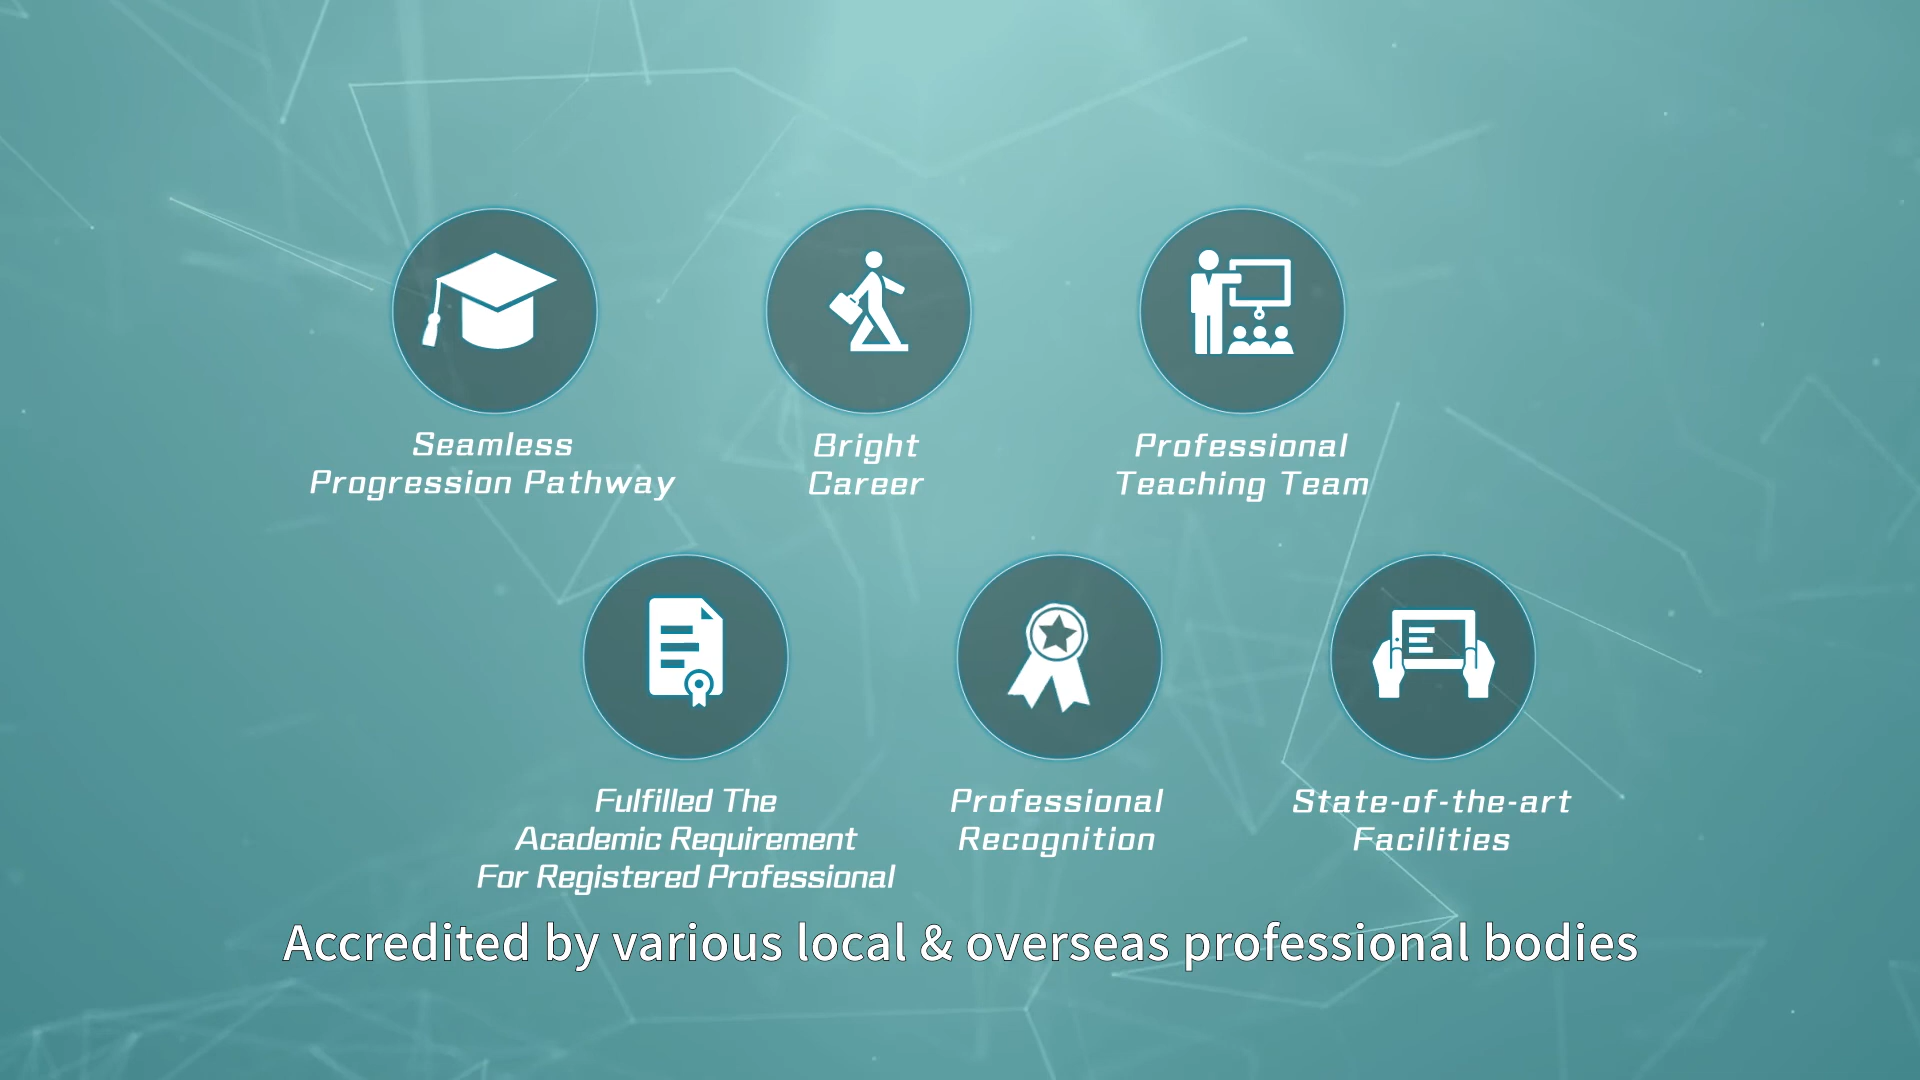 Seamless
Progression Pathway
Bright
Career
Professional
Teaching Team
Fulfilled The
Academic Requirement
For Registered Professional
Professional
Recognition
State-of-the-art
Facilities
Accredited by various local & overseas professional bodies